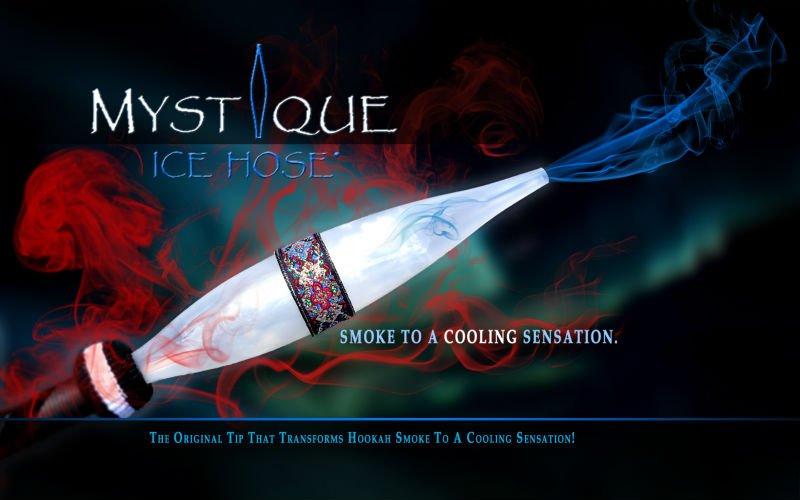 MYSTIQUE
ICE HOSE
SMOKE TO A COOLING SENSATION.
THE ORIGINAL TIP THAT TRANSFORMS HOOKAH SMOKE TO A COOLING SENSATION!